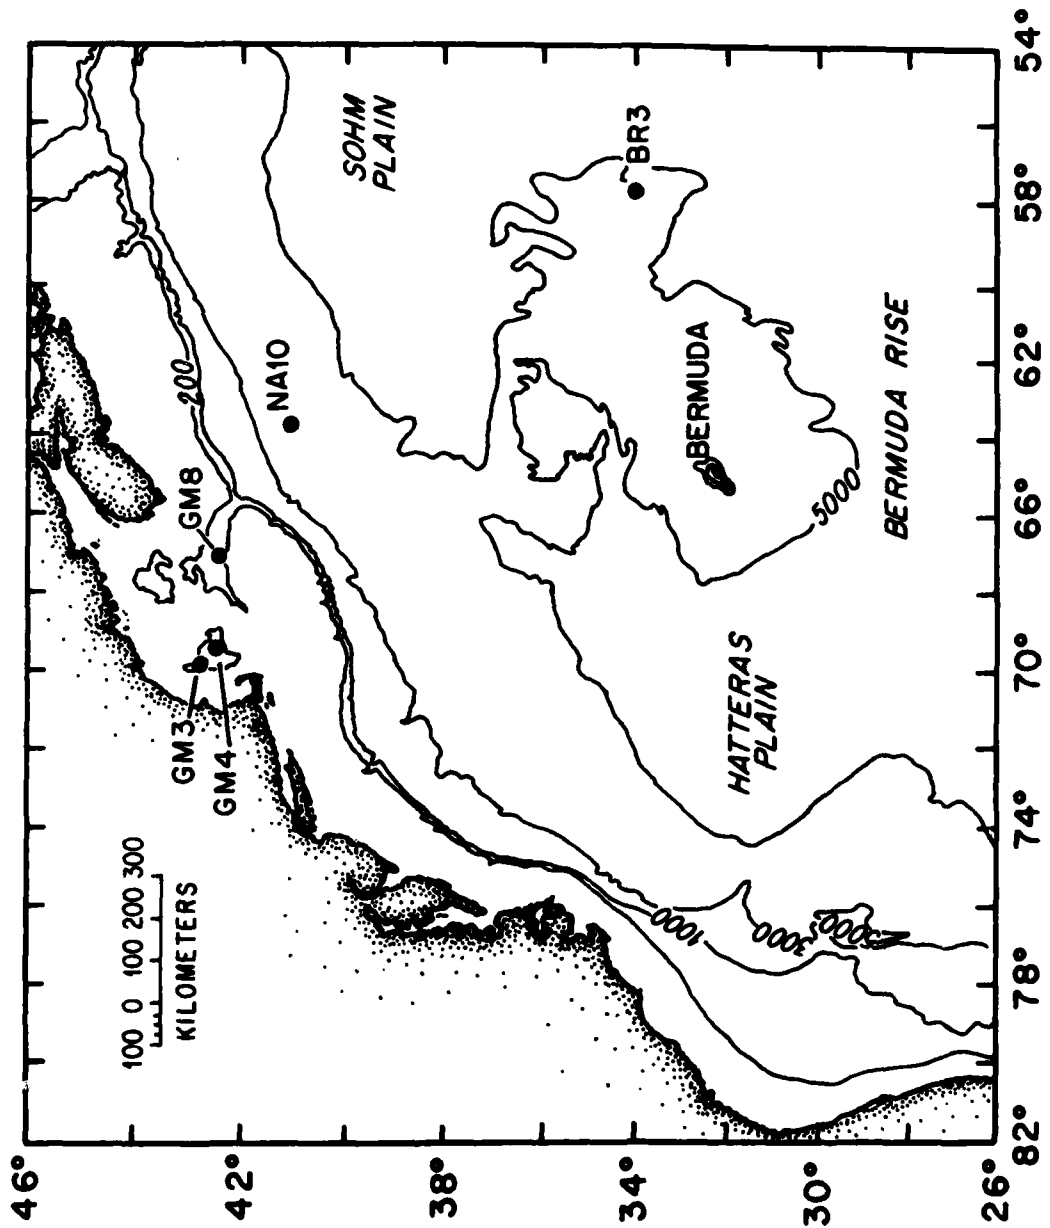 46°
42°
38°
34°
30°
26°
82°
78°
74°
70°
66°
62°
58°
54°
100 0 100 200 300
KILOMETERS
GM3
GM4
GM8
200
NA10
SOHM
PLAIN
BR3
BERMUDA
5000
BERMUDA RISE
HATTERAS
PLAIN
1000
3000
5000